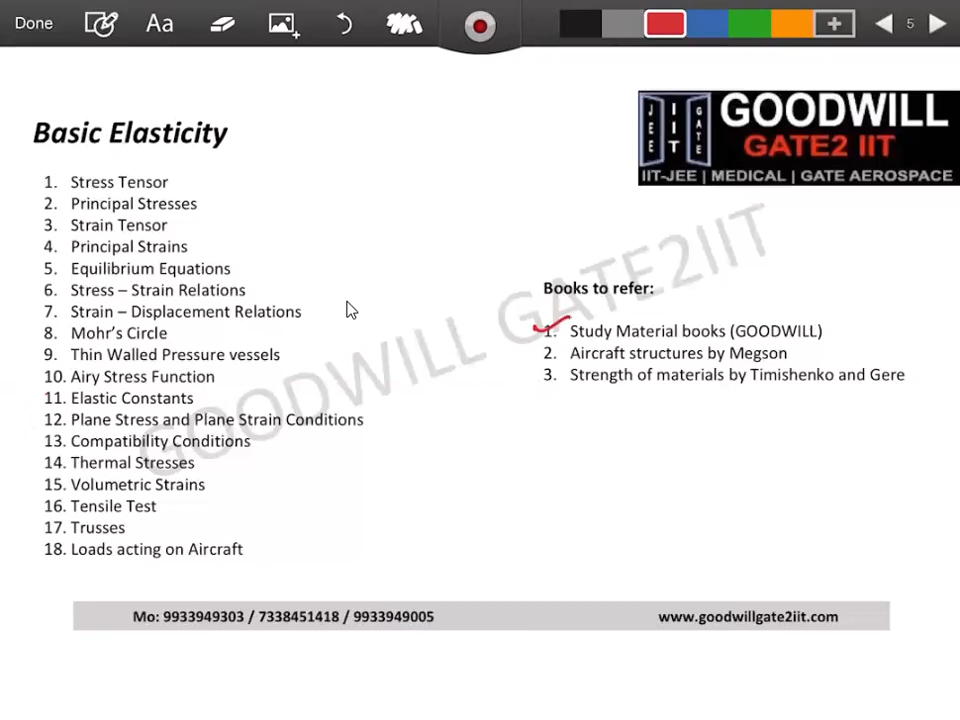 Done
Aa
5
GOODWILL
GATE2 IIT
IIT-JEE | MEDICAL | GATE AEROSPACE
JEE
IIT
GATE
Basic Elasticity
1. Stress Tensor
2. Principal Stresses
3. Strain Tensor
4. Principal Strains
5. Equilibrium Equations
6. Stress – Strain Relations
7. Strain – Displacement Relations
8. Mohr's Circle
9. Thin Walled Pressure vessels
10. Airy Stress Function
11. Elastic Constants
12. Plane Stress and Plane Strain Conditions
13. Compatibility Conditions
14. Thermal Stresses
15. Volumetric Strains
16. Tensile Test
17. Trusses
18. Loads acting on Aircraft
Books to refer:
1. Study Material books (GOODWILL)
2. Aircraft structures by Megson
3. Strength of materials by Timishenko and Gere
GOODWILL GATE2IIT
Mo: 9933949303 / 7338451418 / 9933949005
www.goodwillgate2iit.com